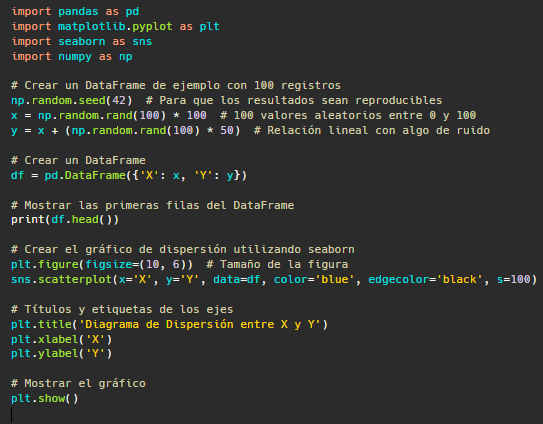 import pandas as pd
import matplotlib.pyplot as plt
import seaborn as sns
import numpy as np
# Crear un DataFrame de ejemplo con 100 registros
np.random.seed(42)  # Para que los resultados sean reproducibles
x = np.random.rand(100) * 100  # 100 valores aleatorios entre 0 y 100
y = x + (np.random.rand(100) * 50)  # Relación lineal con algo de ruido
# Crear un DataFrame
df = pd.DataFrame({'X': x, 'Y': y})
# Mostrar las primeras filas del DataFrame
print(df.head())
# Crear el gráfico de dispersión utilizando seaborn
plt.figure(figsize=(10, 6))  # Tamaño de la figura
sns.scatterplot(x='X', y='Y', data=df, color='blue', edgecolor='black', s=100)
# Títulos y etiquetas de los ejes
plt.title('Diagrama de Dispersión entre X y Y')
plt.xlabel('X')
plt.ylabel('Y')
# Mostrar el gráfico
plt.show()